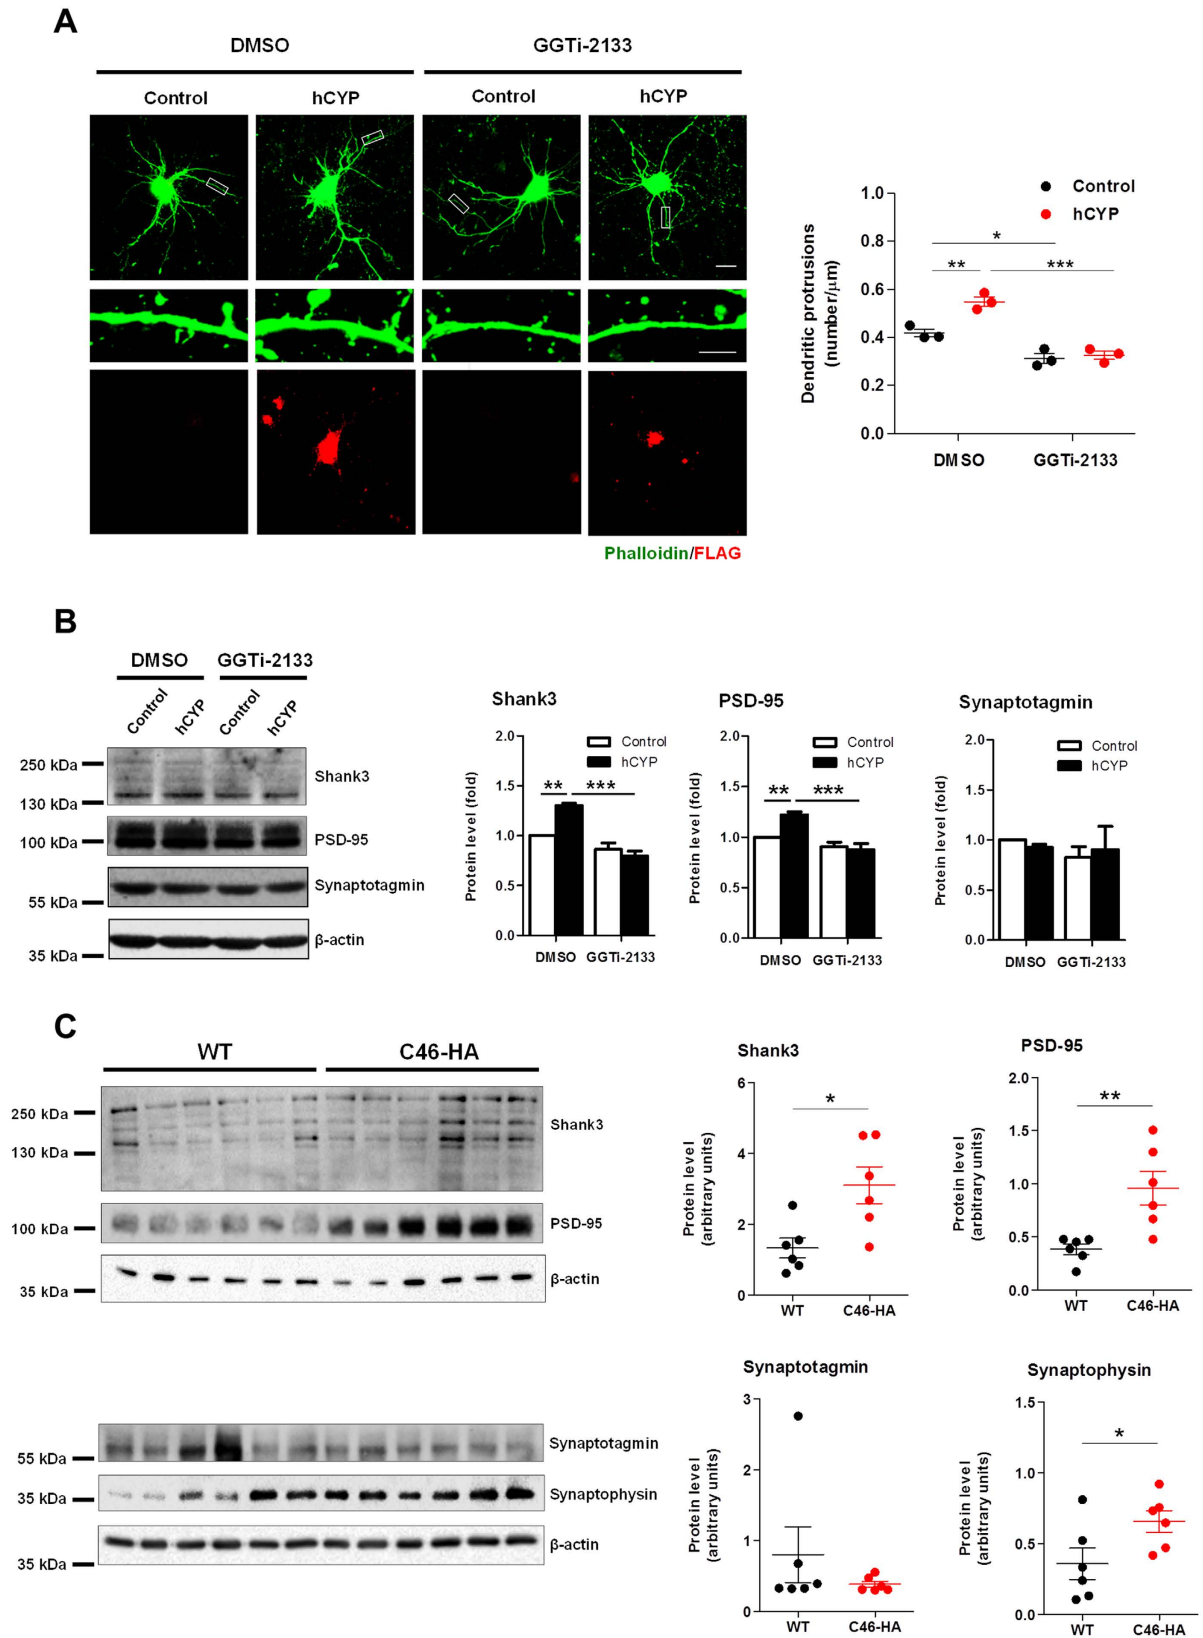 A
DMSO
GGTi-2133
Control
hCYP
Control
hCYP
Phalloidin/FLAG
Control
hCYP
1.0
0.8
0.6
0.4
0.2
0.0
Dendritic protrusions
(number/μm)
*
**
***
DMSO
GGTi-2133
B
DMSO
GGTi-2133
Control
hCYP
Control
hCYP
250 kDa
130 kDa
100 kDa
55 kDa
35 kDa
Shank3
PSD-95
Synaptotagmin
β-actin
Shank3
Protein level (fold)
2.0
1.5
1.0
0.5
0.0
Control
hCYP
**
***
DMSO
GGTi-2133
PSD-95
Protein level (fold)
2.0
1.5
1.0
0.5
0.0
Control
hCYP
**
***
DMSO
GGTi-2133
Synaptotagmin
Protein level (fold)
2.0
1.5
1.0
0.5
0.0
Control
hCYP
DMSO
GGTi-2133
C
WT
C46-HA
250 kDa
130 kDa
100 kDa
35 kDa
Shank3
PSD-95
β-actin
55 kDa
35 kDa
35 kDa
Synaptotagmin
Synaptophysin
β-actin
Shank3
Protein level
(arbitrary units)
6
4
2
0
*
WT
C46-HA
PSD-95
Protein level
(arbitrary units)
2.0
1.5
1.0
0.5
0.0
**
WT
C46-HA
Synaptotagmin
Protein level
(arbitrary units)
3
2
1
0
WT
C46-HA
Synaptophysin
Protein level
(arbitrary units)
1.5
1.0
0.5
0.0
*
WT
C46-HA